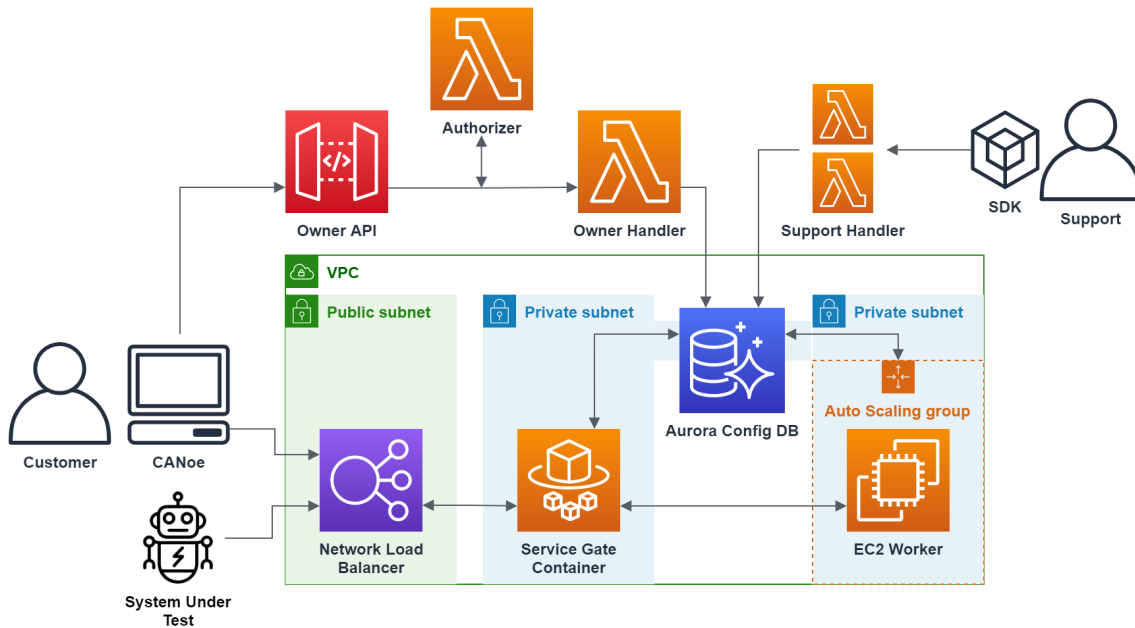 Authorizer
Owner API
Owner Handler
Support Handler
SDK
Support
VPC
Public subnet
Private subnet
Private subnet
Auto Scaling group
Aurora Config DB
Customer
CANoe
Network Load
Balancer
Service Gate
Container
EC2 Worker
System Under
Test